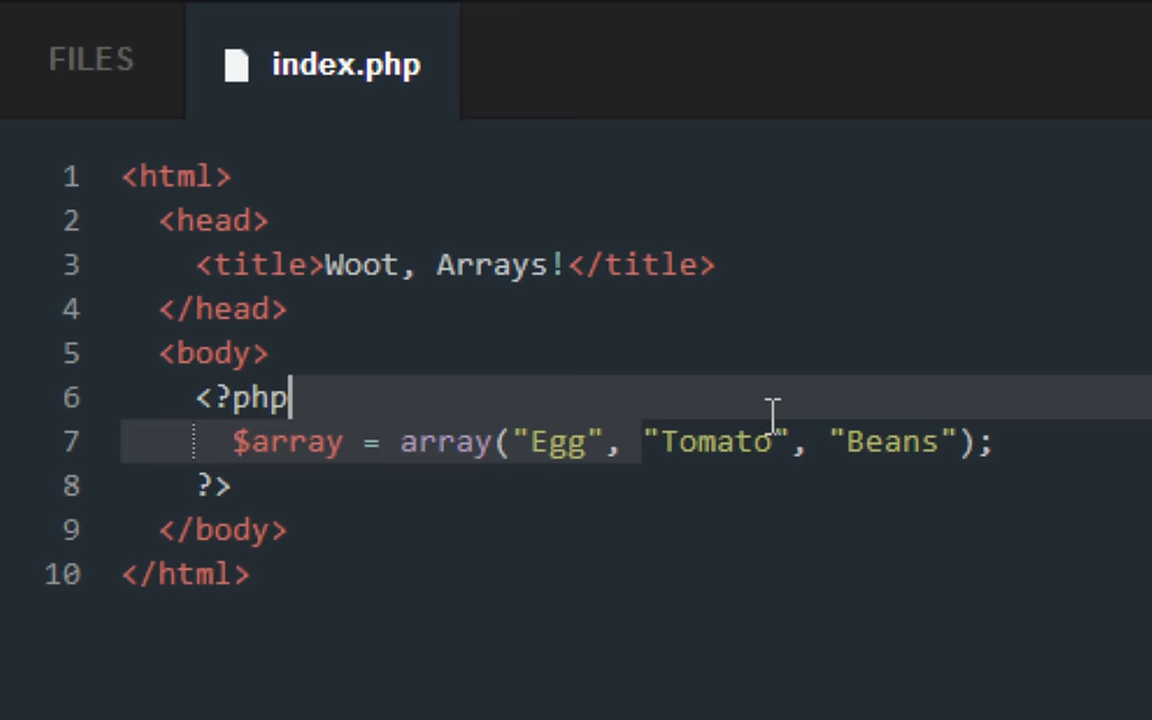 FILES
index.php
1 <html>
2 <head>
3 <title>Woot, Arrays!</title>
4 </head>
5 <body>
6 <?php
7 $array = array("Egg", "Tomato", "Beans");
8 ?>
9 </body>
10 </html>